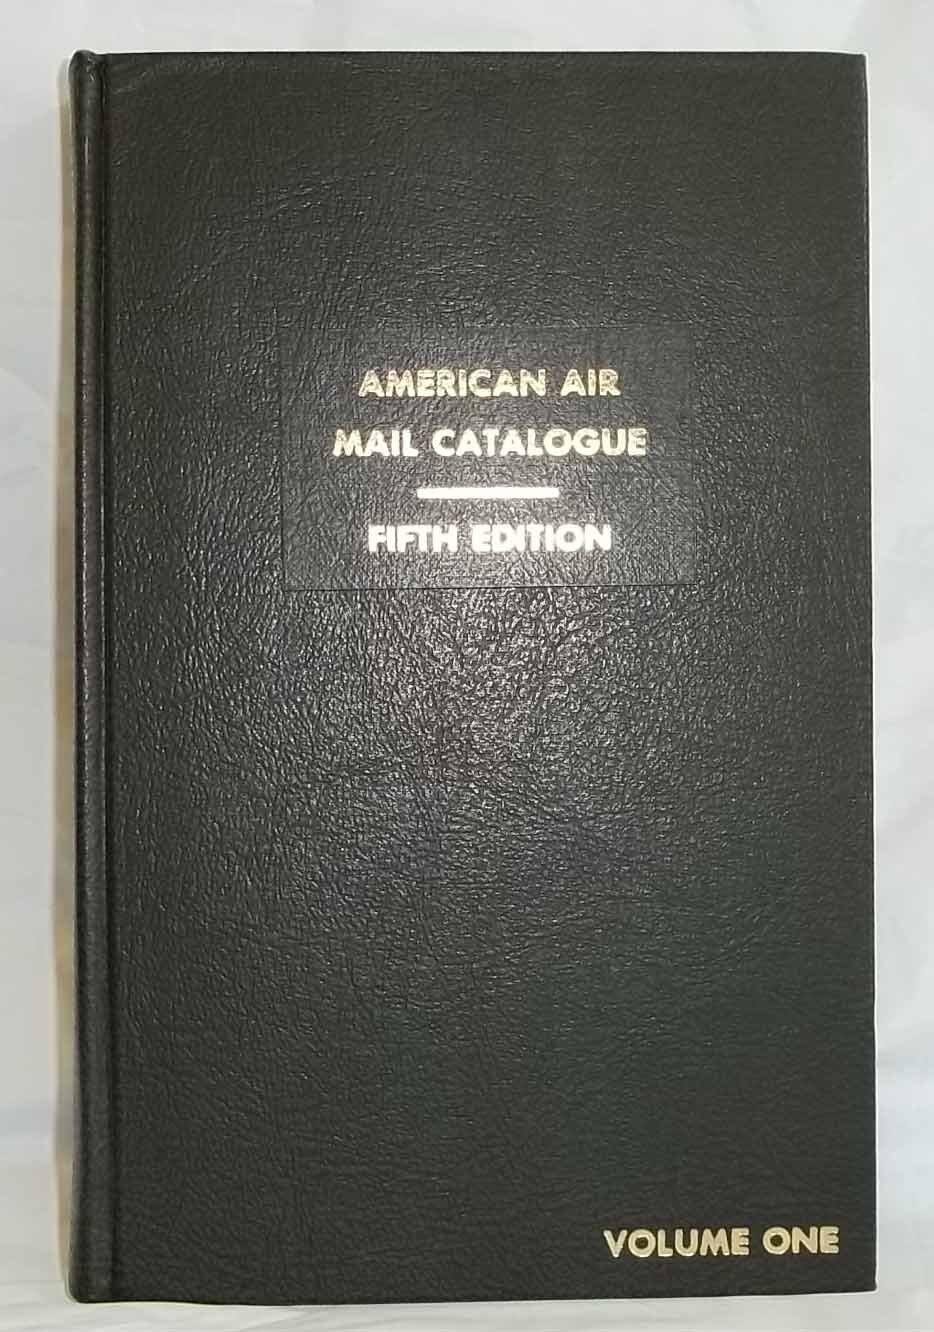 AMERICAN AIR
MAIL CATALOGUE
FIFTH EDITION
VOLUME ONE